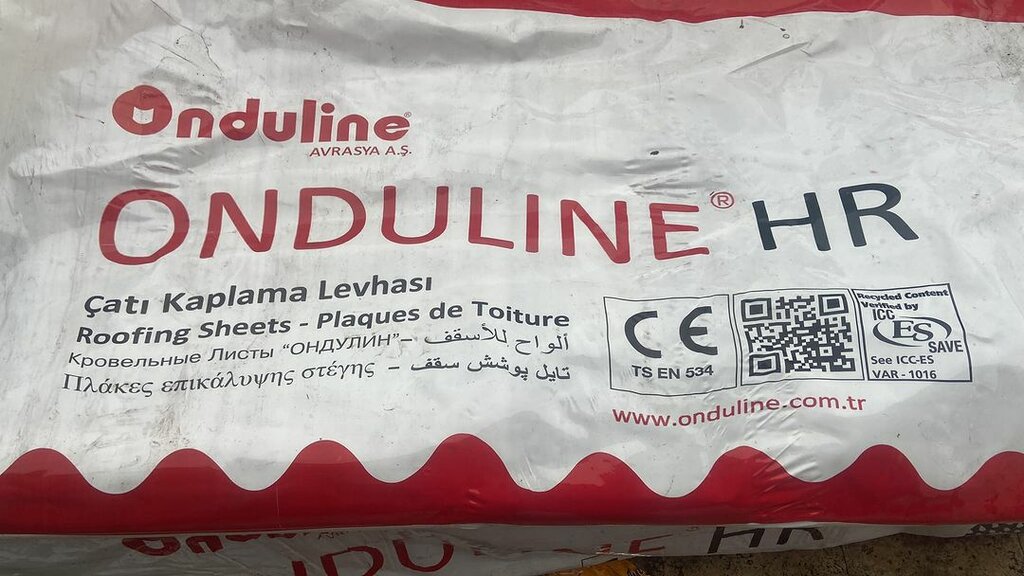 Onduline®
AVRASYA A.Ş.
ONDULINE® HR
Çatı Kaplama Levhası
Roofing Sheets - Plaques de Toiture
Кровельные Листы “ОНДУЛИН” – ألواح للأسقف
Πλάκες επικάλυψης στέγης – تایل پوشش سقف
CE
TS EN 534
Recycled Content
Verified by
ICC
ES
SAVE
See ICC-ES
VAR - 1016
www.onduline.com.tr
HR